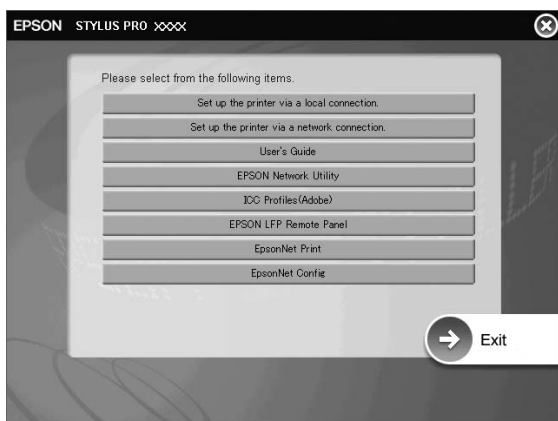 EPSON STYLUS PRO XXXX
Please select from the following items.
Set up the printer via a local connection.
Set up the printer via a network connection.
User's Guide
EPSON Network Utility
ICC Profiles(Adobe)
EPSON LFP Remote Panel
EpsonNet Print
EpsonNet Config
Exit